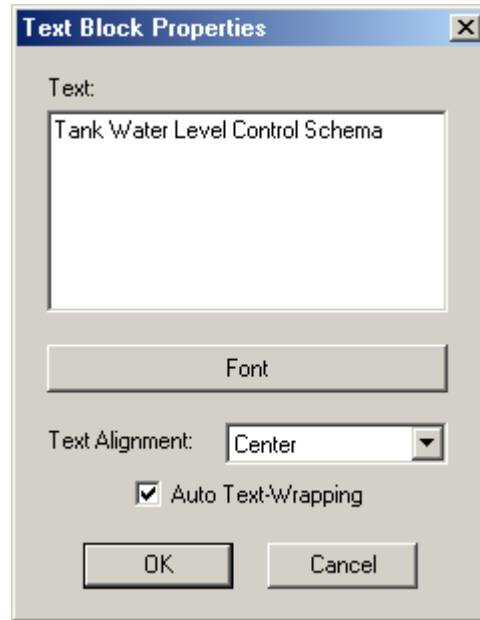 Text Block Properties
Text:
Tank Water Level Control Schema
Font
Text Alignment: Center
Auto Text-Wrapping
OK Cancel